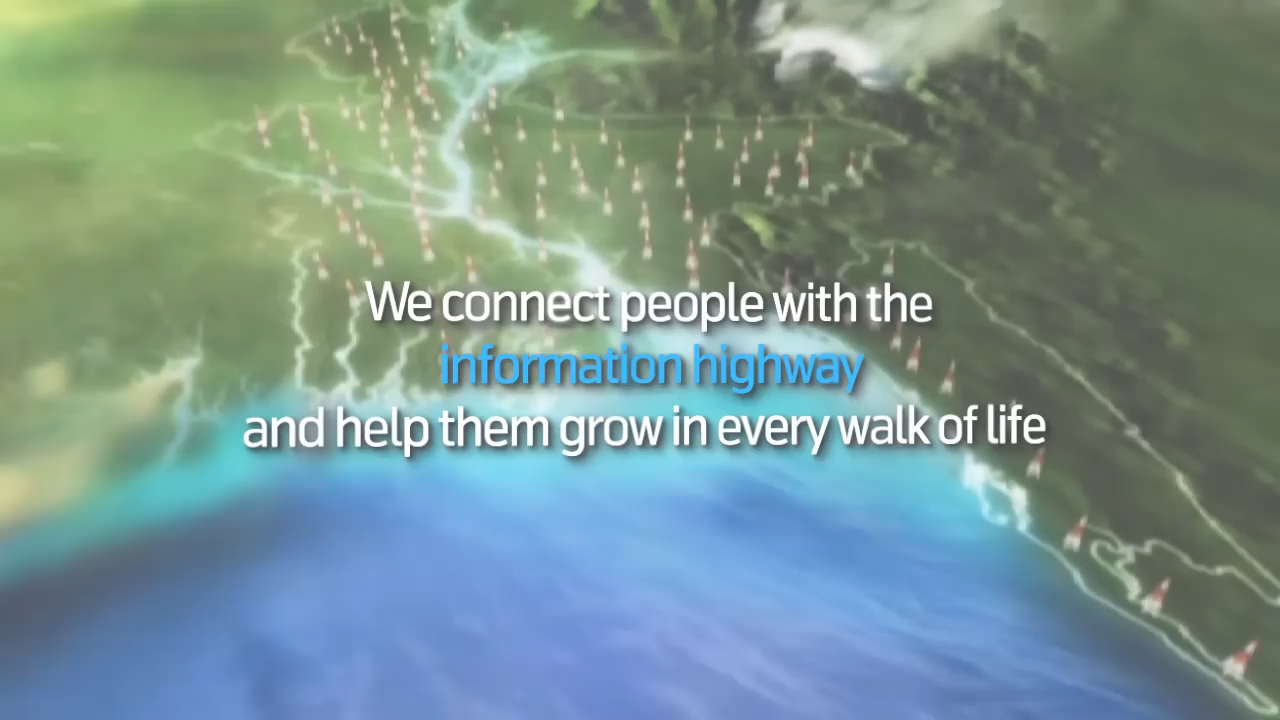 We connect people with the
information highway
and help them grow in every walk of life